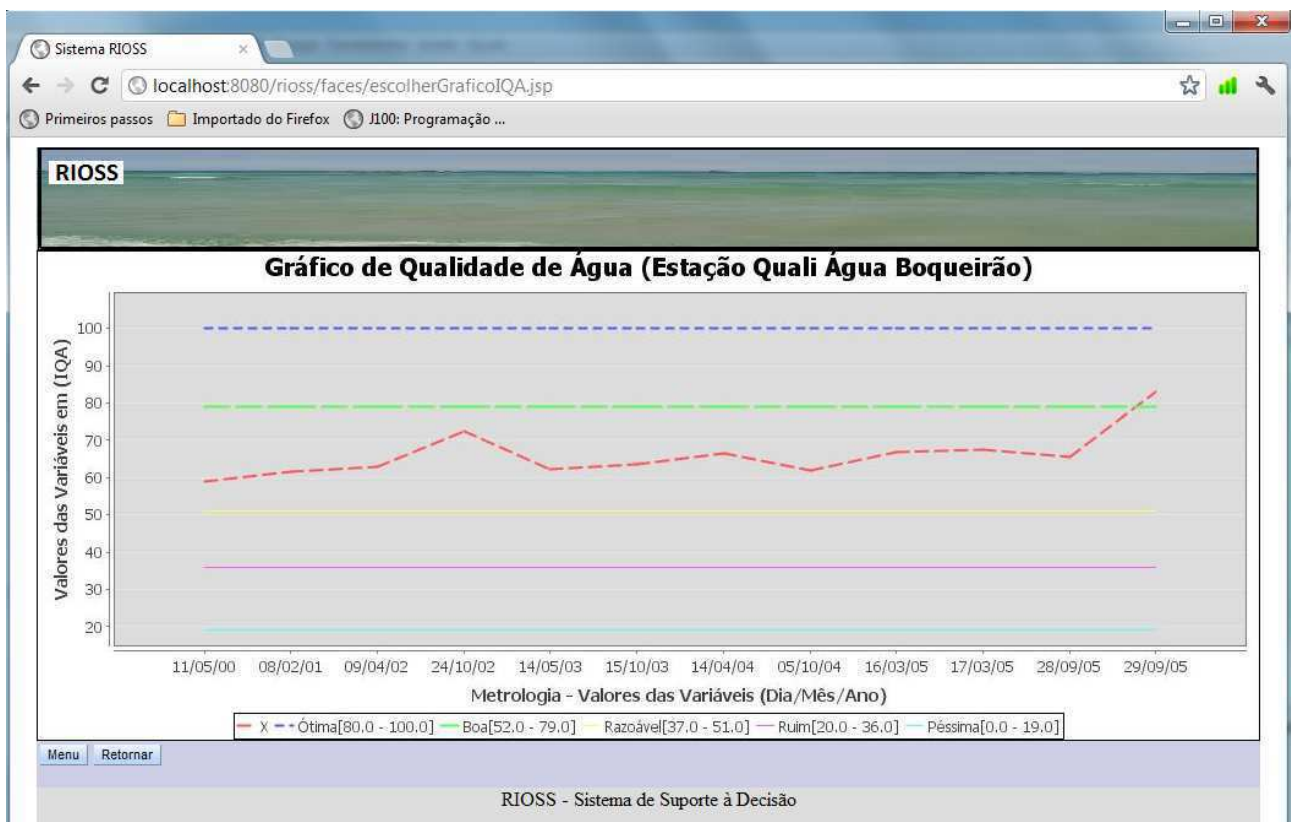 Sistema RIOSS
localhost:8080/rioss/faces/escolherGraficoIQA.jsp
Primeiros passos Importado do Firefox J100: Programação ...
RIOSS
Gráfico de Qualidade de Água (Estação Quali Água Boqueirão)
Valores das Variáveis em (IQA)
100
90
80
70
60
50
40
30
20
11/05/00 08/02/01 09/04/02 24/10/02 14/05/03 15/10/03 14/04/04 05/10/04 16/03/05 17/03/05 28/09/05 29/09/05
Metrologia - Valores das Variáveis (Dia/Mês/Ano)
X Ótima[80.0 - 100.0] Boa[52.0 - 79.0] Razoável[37.0 - 51.0] Ruim[20.0 - 36.0] Péssima[0.0 - 19.0]
Menu Retornar
RIOSS - Sistema de Suporte à Decisão